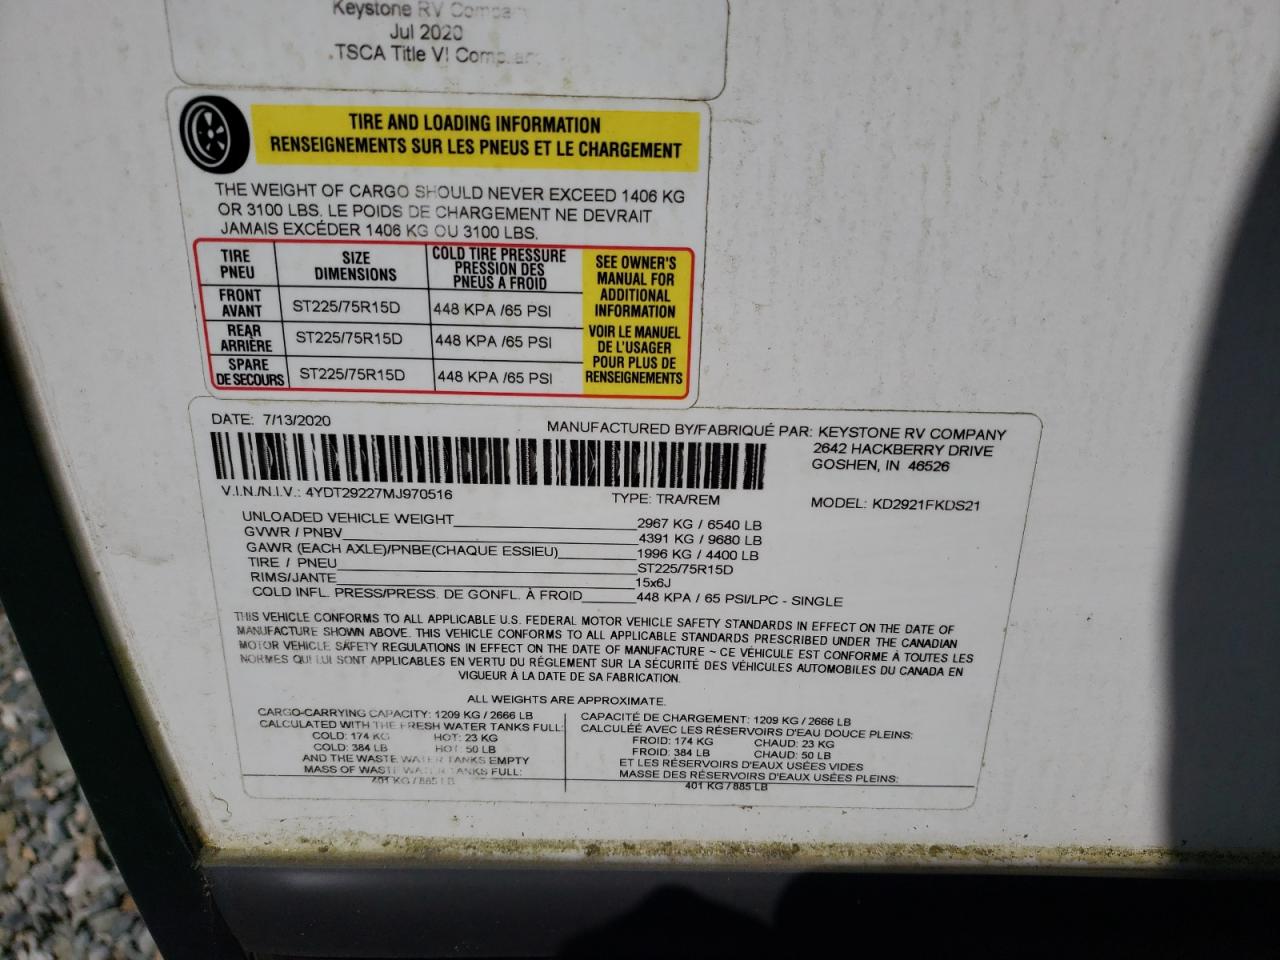 Keystone RV Company
Jul 2020
TSCA Title VI Compliant
TIRE AND LOADING INFORMATION
RENSEIGNEMENTS SUR LES PNEUS ET LE CHARGEMENT
THE WEIGHT OF CARGO SHOULD NEVER EXCEED 1406 KG
OR 3100 LBS. LE POIDS DE CHARGEMENT NE DEVRAIT
JAMAIS EXCÉDER 1406 KG OU 3100 LBS.
TIRE PNEU SIZE DIMENSIONS COLD TIRE PRESSURE PRESSION DES PNEUS A FROID
FRONT AVANT ST225/75R15D 448 KPA /65 PSI
REAR ARRIÈRE ST225/75R15D 448 KPA /65 PSI
SPARE DE SECOURS ST225/75R15D 448 KPA /65 PSI
SEE OWNER'S
MANUAL FOR
ADDITIONAL
INFORMATION
VOIR LE MANUEL
DE L'USAGER
POUR PLUS DE
RENSEIGNEMENTS
DATE: 7/13/2020
MANUFACTURED BY/FABRIQUÉ PAR: KEYSTONE RV COMPANY
2642 HACKBERRY DRIVE
GOSHEN, IN 46526
V.I.N./N.I.V.: 4YDT29227MJ970516 TYPE: TRA/REM MODEL: KD2921FKDS21
UNLOADED VEHICLE WEIGHT 2967 KG / 6540 LB
GVWR / PNBV 4391 KG / 9680 LB
GAWR (EACH AXLE)/PNBE(CHAQUE ESSIEU) 1996 KG / 4400 LB
TIRE / PNEU ST225/75R15D
RIMS/JANTE 15x6J
COLD INFL. PRESS/PRESS. DE GONFL. À FROID 448 KPA / 65 PSI/LPC - SINGLE
THIS VEHICLE CONFORMS TO ALL APPLICABLE U.S. FEDERAL MOTOR VEHICLE SAFETY STANDARDS IN EFFECT ON THE DATE OF
MANUFACTURE SHOWN ABOVE. THIS VEHICLE CONFORMS TO ALL APPLICABLE STANDARDS PRESCRIBED UNDER THE CANADIAN
MOTOR VEHICLE SAFETY REGULATIONS IN EFFECT ON THE DATE OF MANUFACTURE ~ CE VÉHICULE EST CONFORME À TOUTES LES
NORMES QUI LUI SONT APPLICABLES EN VERTU DU RÉGLEMENT SUR LA SÉCURITÉ DES VÉHICULES AUTOMOBILES DU CANADA EN
VIGUEUR À LA DATE DE SA FABRICATION.
ALL WEIGHTS ARE APPROXIMATE.
CARGO-CARRYING CAPACITY: 1209 KG / 2666 LB
CALCULATED WITH THE FRESH WATER TANKS FULL:
COLD: 174 KG HOT: 23 KG
COLD: 384 LB HOT: 50 LB
AND THE WASTE WATER TANKS EMPTY
MASS OF WASTE WATER TANKS FULL:
401 KG / 885 LB
CAPACITÉ DE CHARGEMENT: 1209 KG / 2666 LB
CALCULÉE AVEC LES RÉSERVOIRS D'EAU DOUCE PLEINS:
FROID: 174 KG CHAUD: 23 KG
FROID: 384 LB CHAUD: 50 LB
ET LES RÉSERVOIRS D'EAUX USÉES VIDES
MASSE DES RÉSERVOIRS D'EAUX USÉES PLEINS:
401 KG / 885 LB